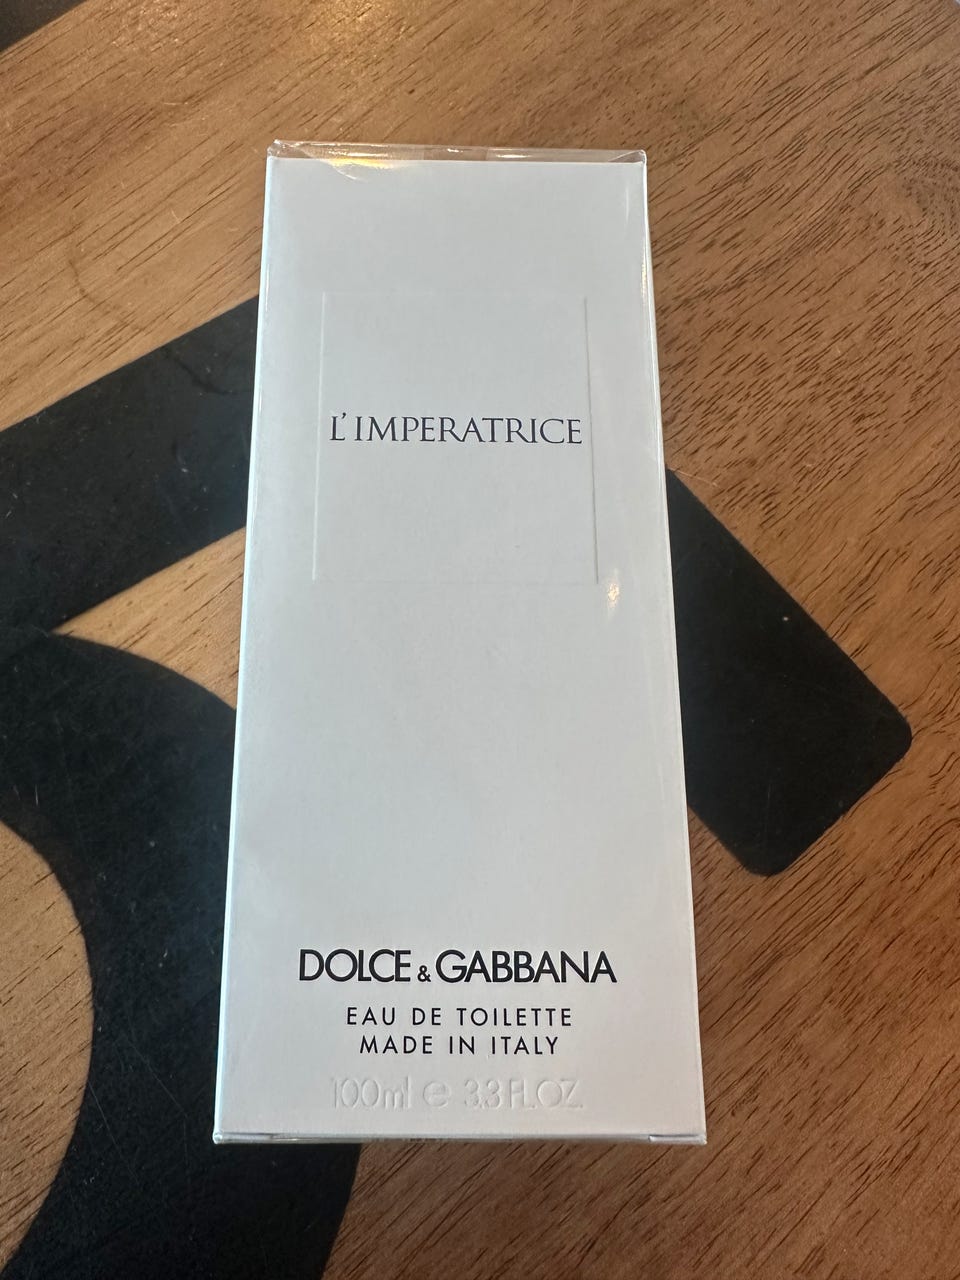 L'IMPERATRICE
DOLCE & GABBANA
EAU DE TOILETTE
MADE IN ITALY
100ml e 3.3 FL.OZ.